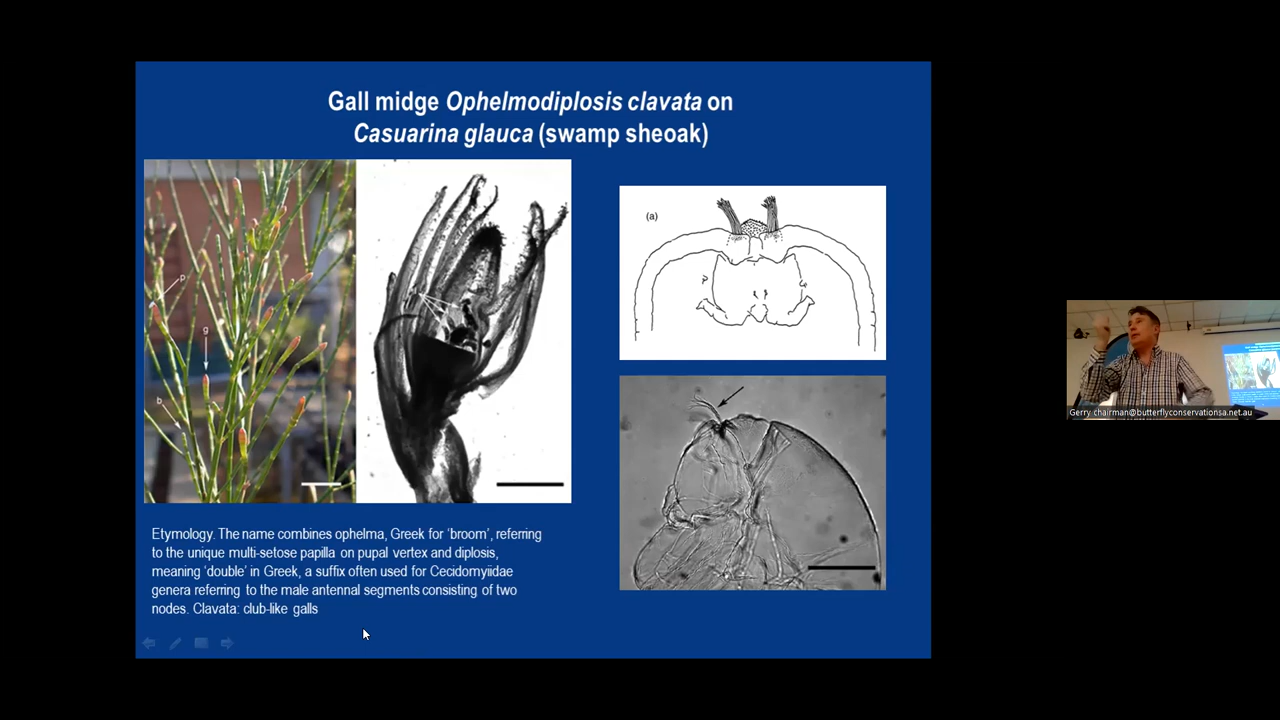 Gall midge Ophelmodiplosis clavata on
Casuarina glauca (swamp sheoak)
p
g
b
(a)
Etymology. The name combines ophelma, Greek for ‘broom’, referring
to the unique multi-setose papilla on pupal vertex and diplosis,
meaning ‘double’ in Greek, a suffix often used for Cecidomyiidae
genera referring to the male antennal segments consisting of two
nodes. Clavata: club-like galls
Gerry chairman@butterflyconservationsa.net.au